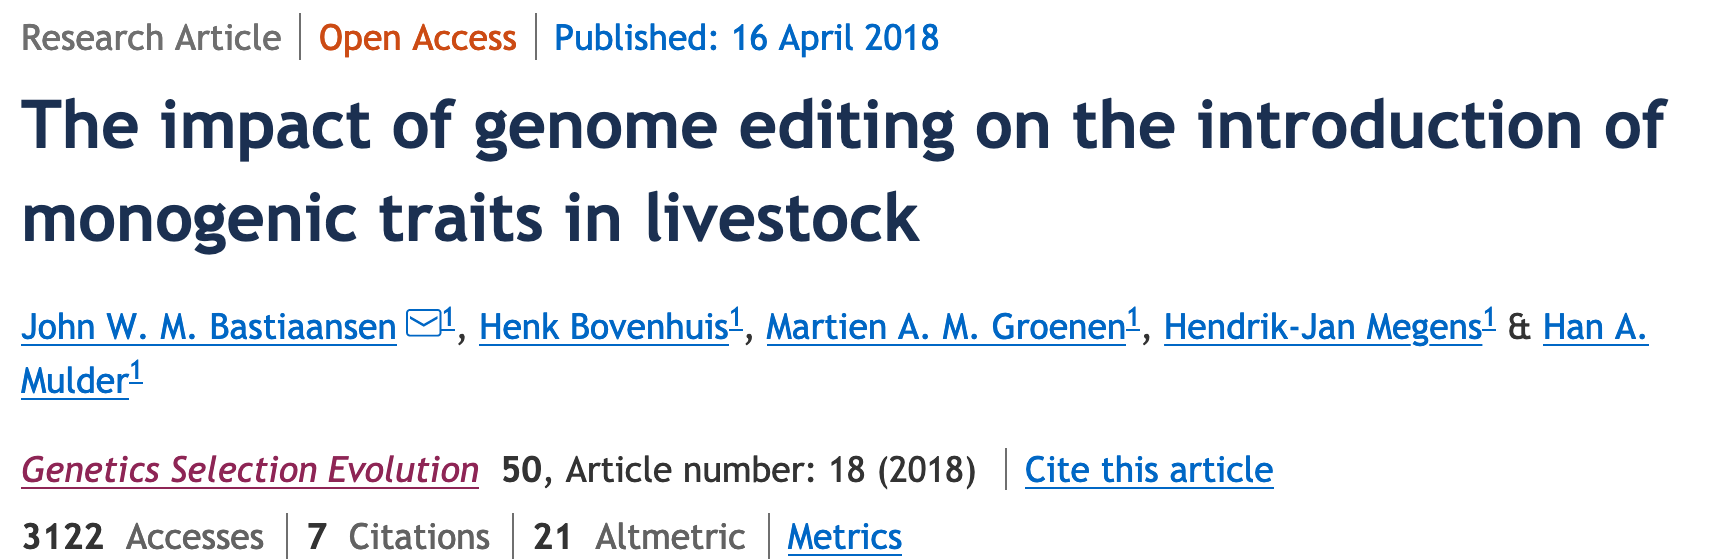 Research Article | Open Access | Published: 16 April 2018
The impact of genome editing on the introduction of
monogenic traits in livestock
John W. M. Bastiaansen 1, Henk Bovenhuis1, Martien A. M. Groenen1, Hendrik-Jan Megens1 & Han A.
Mulder1
Genetics Selection Evolution 50, Article number: 18 (2018) | Cite this article
3122 Accesses | 7 Citations | 21 Altmetric | Metrics